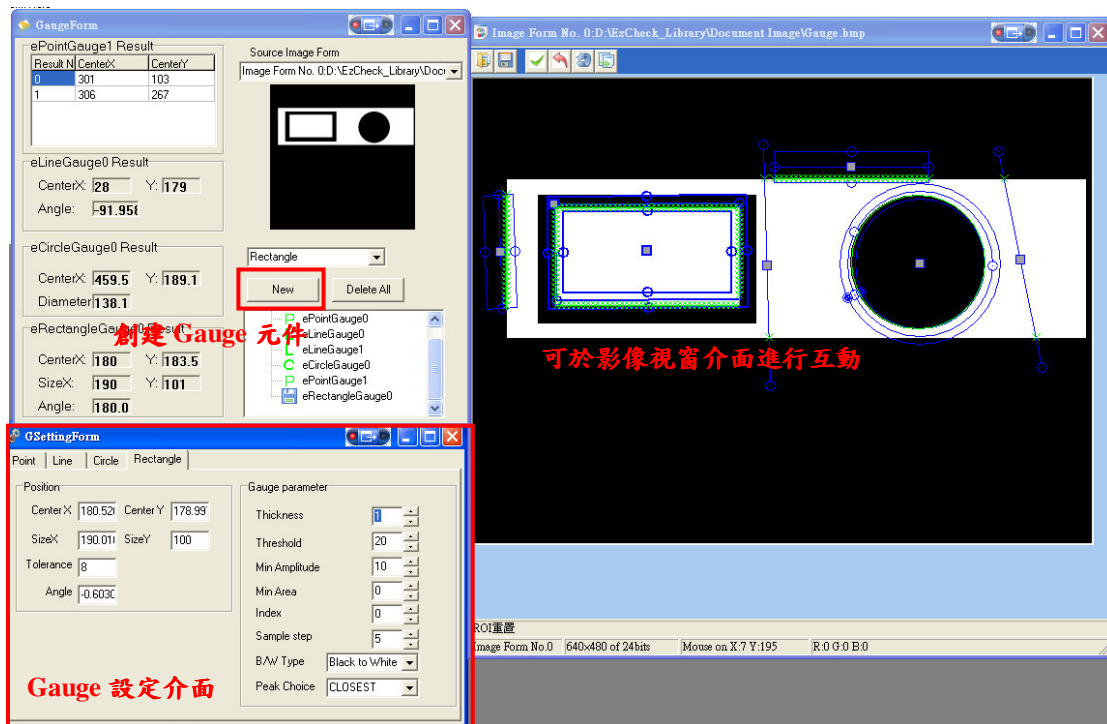 GaugeForm
ePointGauge1 Result
Result N CenterX CenterY
0 301 103
1 306 267
eLineGauge0 Result
CenterX: 28 Y: 179
Angle: -91.958
eCircleGauge0 Result
CenterX: 459.5 Y: 189.1
Diameter 138.1
eRectangleGauge0 Result
CenterX: 180 Y: 183.5
SizeX: 190 Y: 101
Angle: 180.0
Source Image Form
Image Form No. 0:D:\EzCheck_Library\Doc
Rectangle
New Delete All
ePointGauge0
eLineGauge0
eLineGauge1
eCircleGauge0
ePointGauge1
eRectangleGauge0
創建 Gauge 元件
GSettingForm
Point Line Circle Rectangle
Position
Center X 180.52 Center Y 178.99
SizeX 190.01 SizeY 100
Tolerance 8
Angle -0.603
Gauge parameter
Thickness 1
Threshold 20
Min Amplitude 10
Min Area 0
Index 0
Sample step 5
B/W Type Black to White
Peak Choice CLOSEST
Gauge 設定介面
Image Form No. 0:D:\EzCheck_Library\Document Image\Gauge.bmp
可於影像視窗介面進行互動
ROI重置
Image Form No.0 640×480 of 24bits Mouse on X:7 Y:195 R:0 G:0 B:0